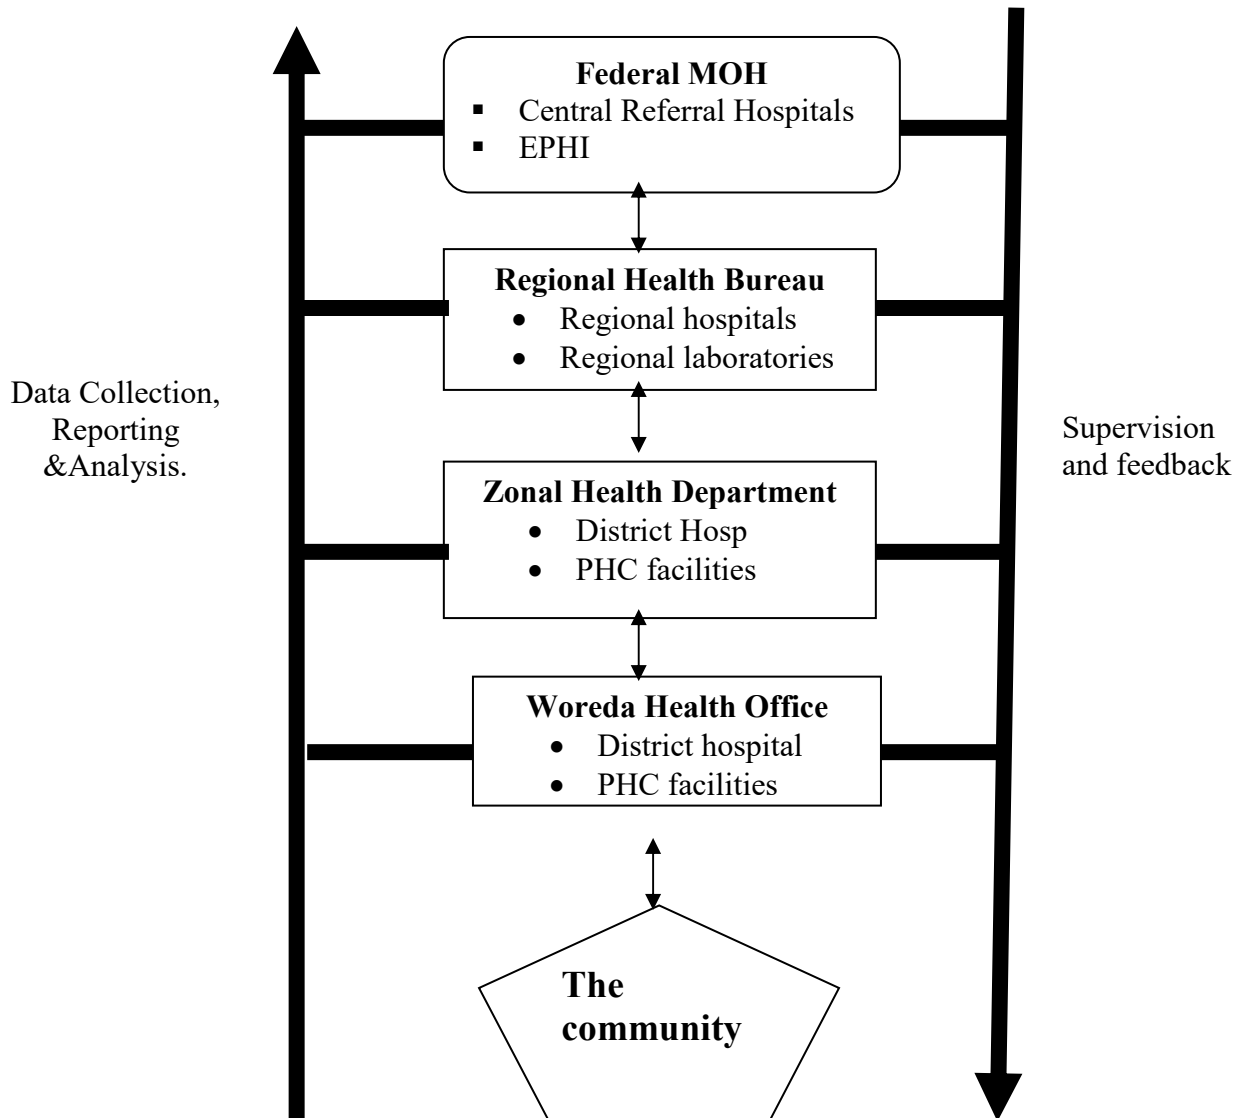 Federal MOH
▪ Central Referral Hospitals
▪ EPHI
Regional Health Bureau
• Regional hospitals
• Regional laboratories
Data Collection,
Reporting
&Analysis.
Supervision
and feedback
Zonal Health Department
• District Hosp
• PHC facilities
Woreda Health Office
• District hospital
• PHC facilities
The
community